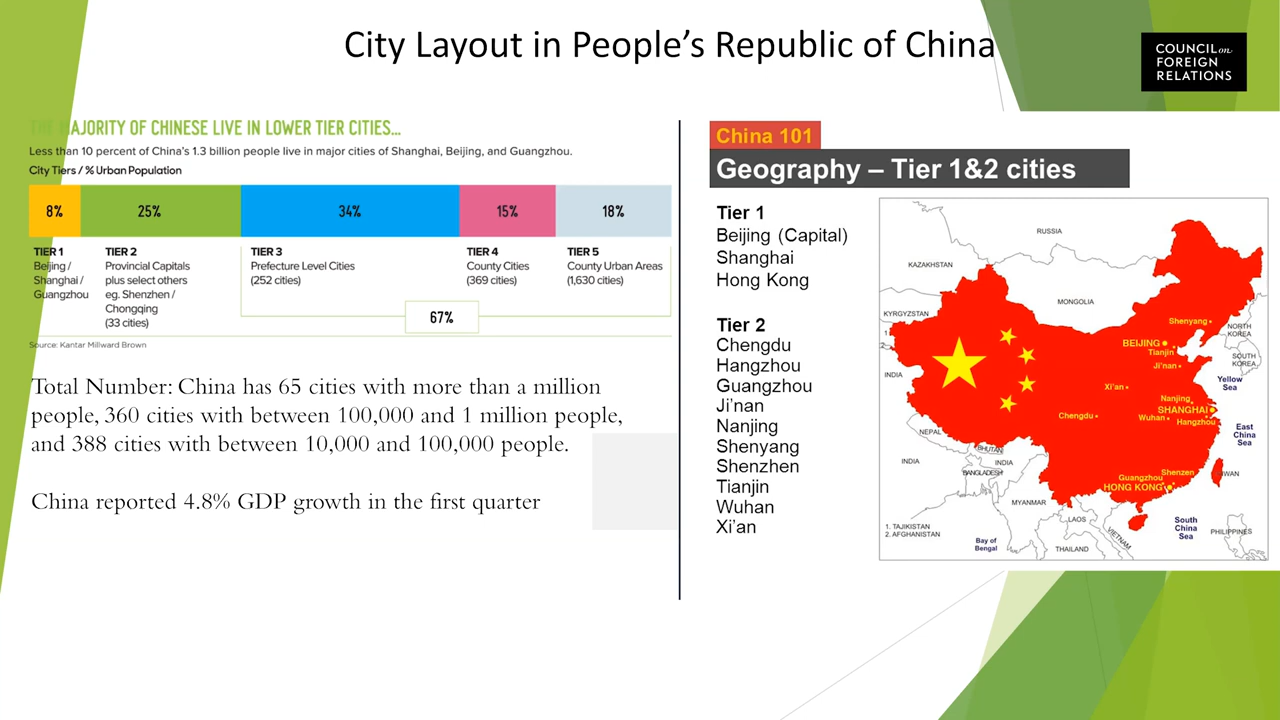 City Layout in People's Republic of China
COUNCIL on
FOREIGN
RELATIONS
THE MAJORITY OF CHINESE LIVE IN LOWER TIER CITIES...
Less than 10 percent of China's 1.3 billion people live in major cities of Shanghai, Beijing, and Guangzhou.
City Tiers / % Urban Population
8% 25% 34% 15% 18%
TIER 1
Beijing /
Shanghai /
Guangzhou
TIER 2
Provincial Capitals
plus select others
eg. Shenzhen /
Chongqing
(33 cities)
TIER 3
Prefecture Level Cities
(252 cities)
TIER 4
County Cities
(369 cities)
TIER 5
County Urban Areas
(1,630 cities)
67%
Source: Kantar Millward Brown
Total Number: China has 65 cities with more than a million
people, 360 cities with between 100,000 and 1 million people,
and 388 cities with between 10,000 and 100,000 people.
China reported 4.8% GDP growth in the first quarter
China 101
Geography – Tier 1&2 cities
Tier 1
Beijing (Capital)
Shanghai
Hong Kong
Tier 2
Chengdu
Hangzhou
Guangzhou
Ji'nan
Nanjing
Shenyang
Shenzhen
Tianjin
Wuhan
Xi'an
RUSSIA
KAZAKHSTAN
MONGOLIA
KYRGYZSTAN
1
2
INDIA
Shenyang
NORTH
KOREA
BEIJING
Tianjin
SOUTH
KOREA
Ji'nan
Yellow
Sea
Xi'an
Nanjing
SHANGHAI
Chengdu
Wuhan
Hangzhou
East
China
Sea
NEPAL
BHUTAN
INDIA
INDIA
BANGLADESH
Shenzen
Guangzhou
HONG KONG
WAN
MYANMAR
LAOS
VIETNAM
South
China
Sea
PHILIPPINES
1. TAJIKISTAN
2. AFGHANISTAN
Bay of
Bengal
THAILAND